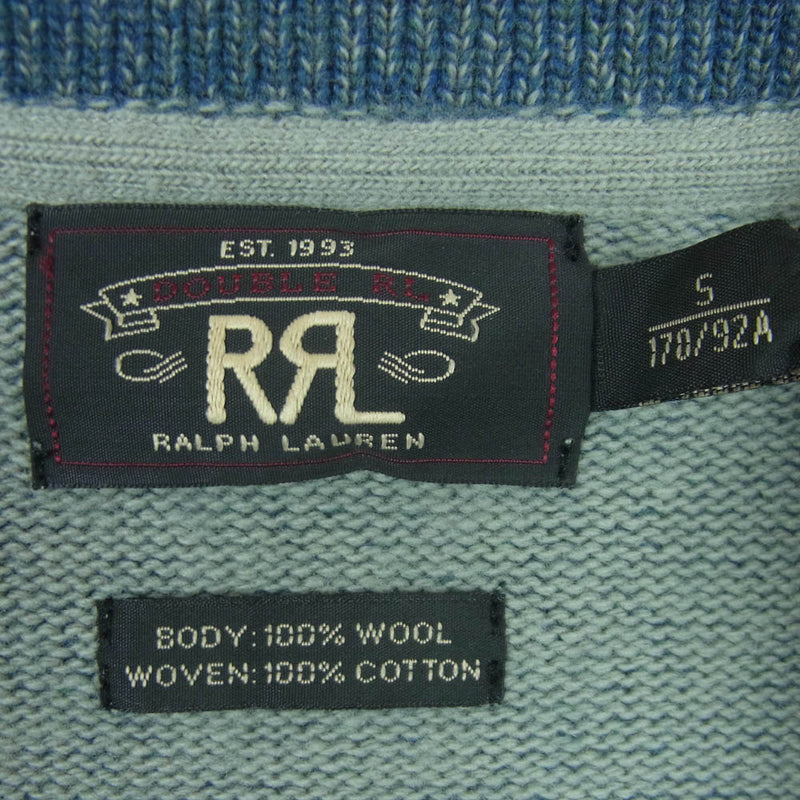 EST. 1993
DOUBLE RL
RRL
RALPH LAUREN
S
170/92A
BODY: 100% WOOL
WOVEN: 100% COTTON